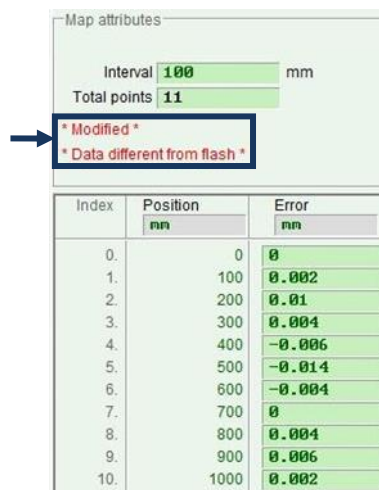 Map attributes
Interval 100 mm
Total points 11
* Modified *
* Data different from flash *
Index Position Error
mm mm
0. 0 0
1. 100 0.002
2. 200 0.01
3. 300 0.004
4. 400 -0.006
5. 500 -0.014
6. 600 -0.004
7. 700 0
8. 800 0.004
9. 900 0.006
10. 1000 0.002